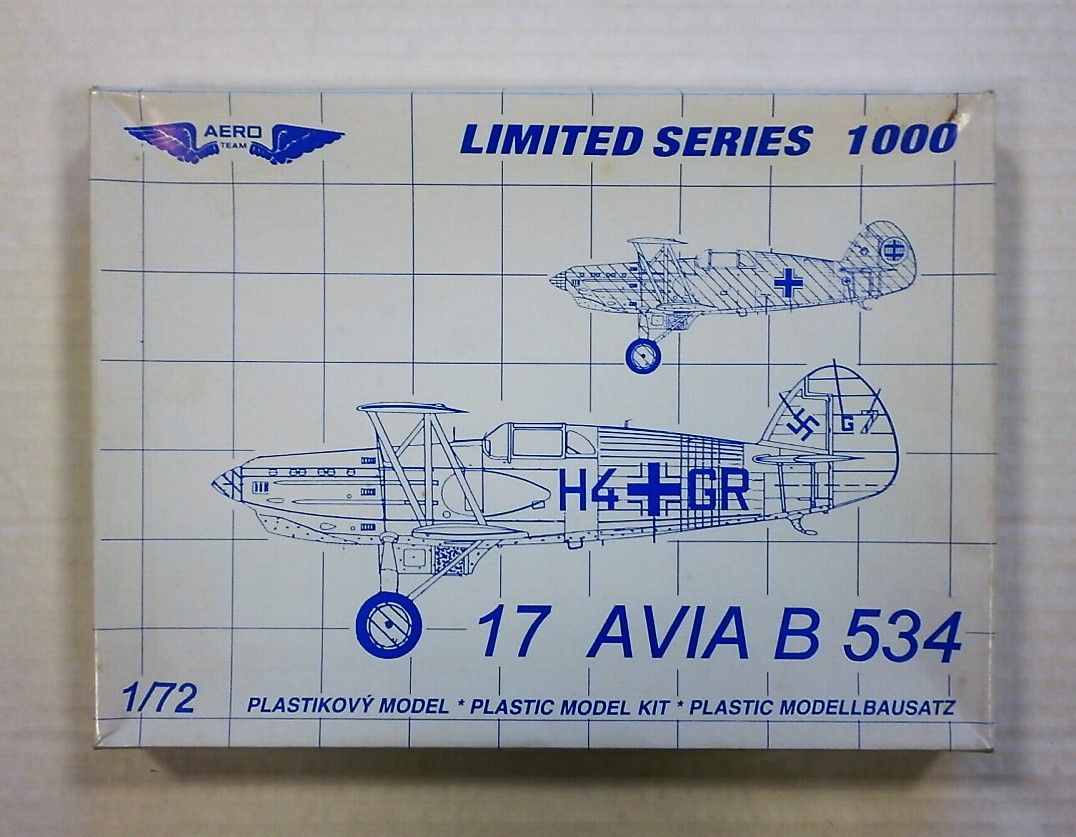 AERO
TEAM
LIMITED SERIES 1000
G7
H4 GR
17 AVIA B 534
1/72
PLASTIKOVÝ MODEL * PLASTIC MODEL KIT * PLASTIC MODELLBAUSATZ